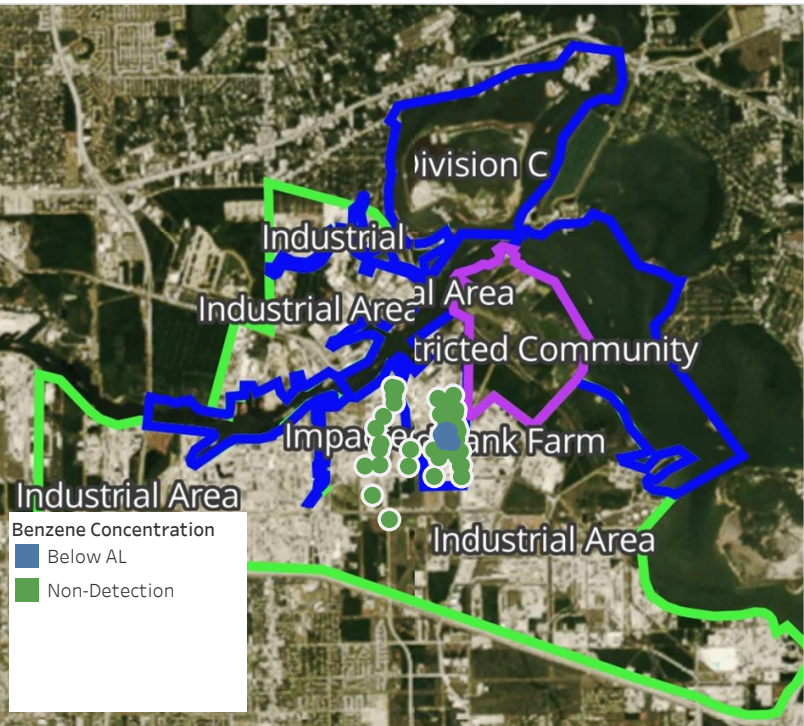 Division C
Industrial
al Area
Industrial Area
tricted Community
Impa
ank Farm
Industrial Area
Industrial Area
Benzene Concentration
Below AL
Non-Detection